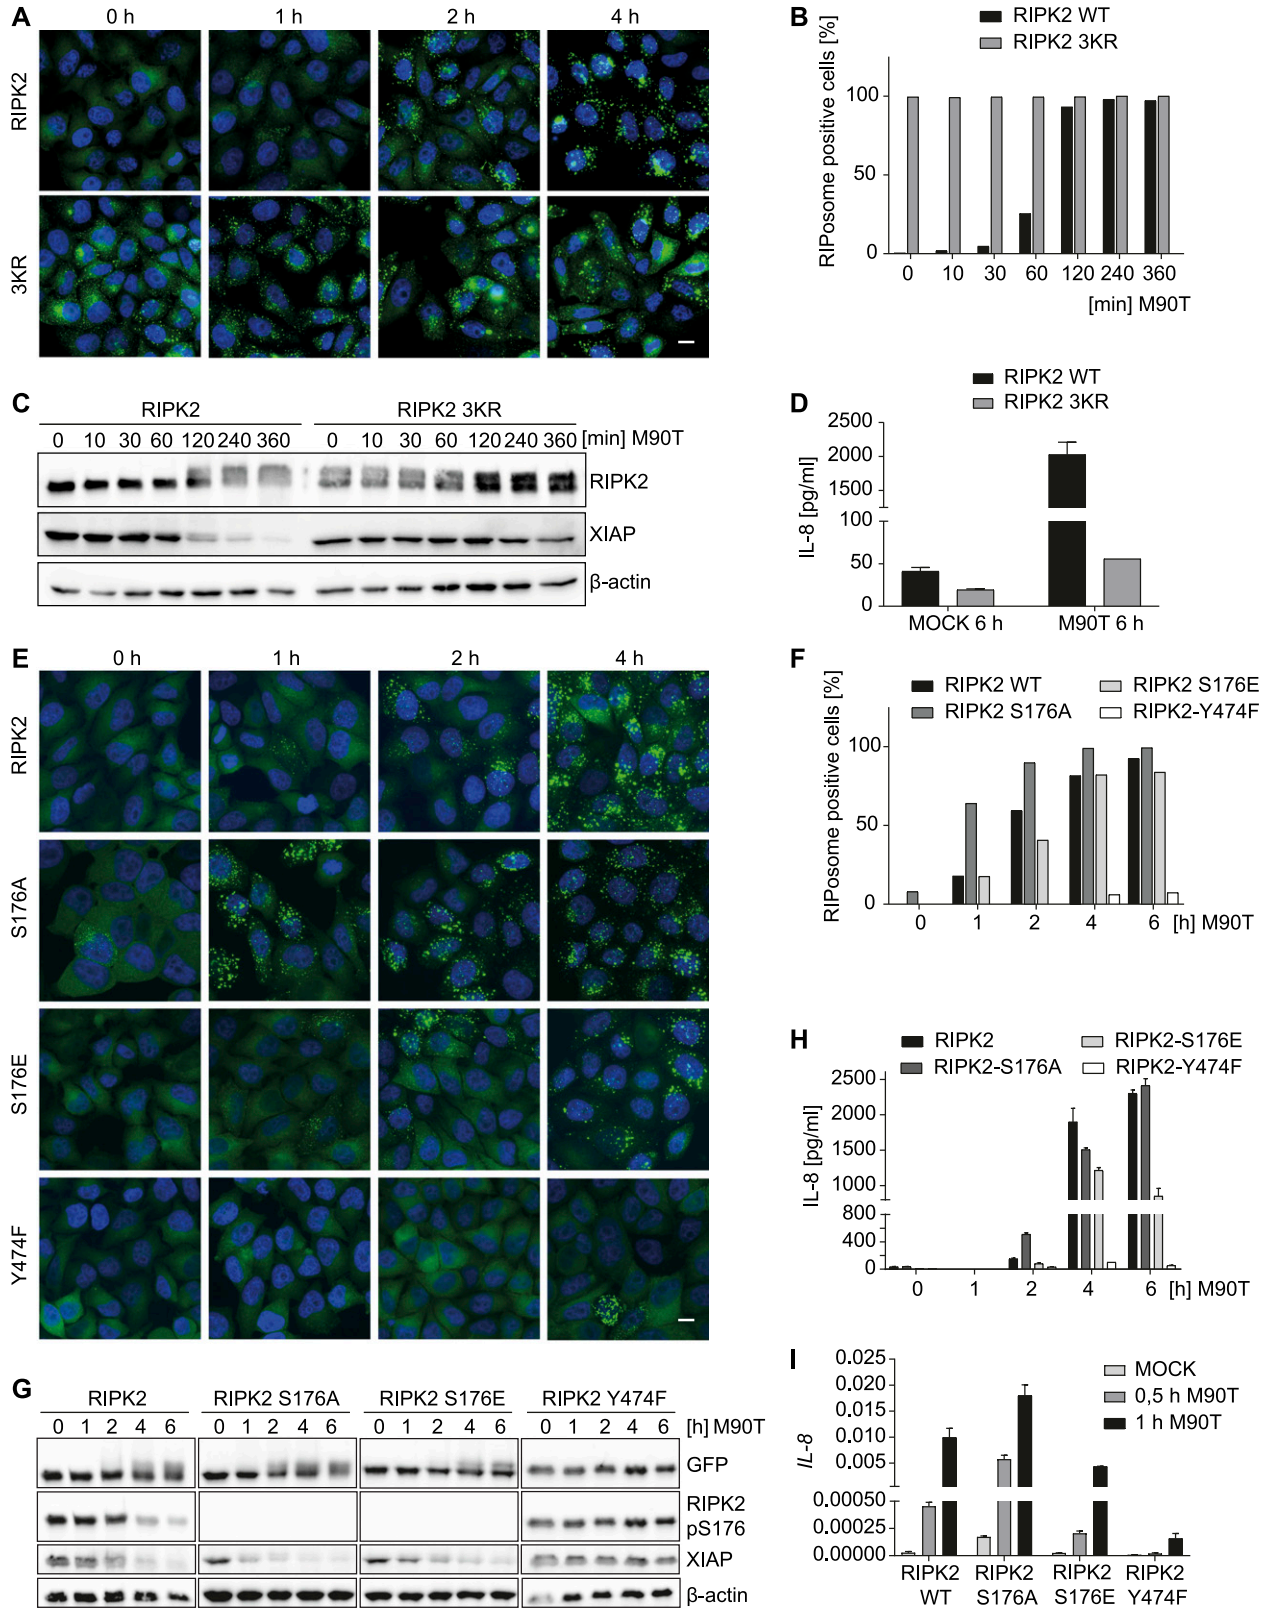 A
0 h 1 h 2 h 4 h
RIPK2
3KR
B
RIPK2 WT
RIPK2 3KR
RIPosome positive cells [%]
100
50
0
0 10 30 60 120 240 360
[min] M90T
C
RIPK2 RIPK2 3KR
0 10 30 60 120 240 360 0 10 30 60 120 240 360 [min] M90T
RIPK2
XIAP
β-actin
D
RIPK2 WT
RIPK2 3KR
IL-8 [pg/ml]
2500
2000
1500
100
50
0
MOCK 6 h M90T 6 h
E
0 h 1 h 2 h 4 h
RIPK2
S176A
S176E
Y474F
F
RIPosome positive cells [%]
RIPK2 WT RIPK2 S176E
RIPK2 S176A RIPK2-Y474F
100
50
0
0 1 2 4 6 [h] M90T
G
RIPK2 RIPK2 S176A RIPK2 S176E RIPK2 Y474F
0 1 2 4 6 0 1 2 4 6 0 1 2 4 6 0 1 2 4 6 [h] M90T
GFP
RIPK2
pS176
XIAP
β-actin
H
RIPK2 RIPK2-S176E
RIPK2-S176A RIPK2-Y474F
IL-8 [pg/ml]
2500
2000
1500
1000
800
400
0
0 1 2 4 6 [h] M90T
I
MOCK
0,5 h M90T
1 h M90T
IL-8
0.025
0.020
0.015
0.010
0.005
0.00050
0.00025
0.00000
RIPK2 RIPK2 RIPK2 RIPK2
WT S176A S176E Y474F